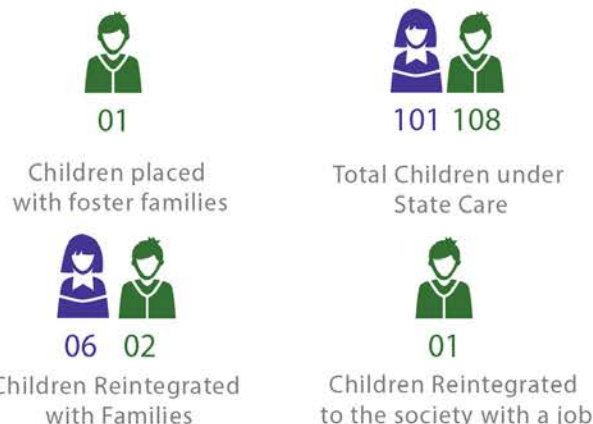 01
Children placed
with foster families
101 108
Total Children under
State Care
06 02
Children Reintegrated
with Families
01
Children Reintegrated
to the society with a job